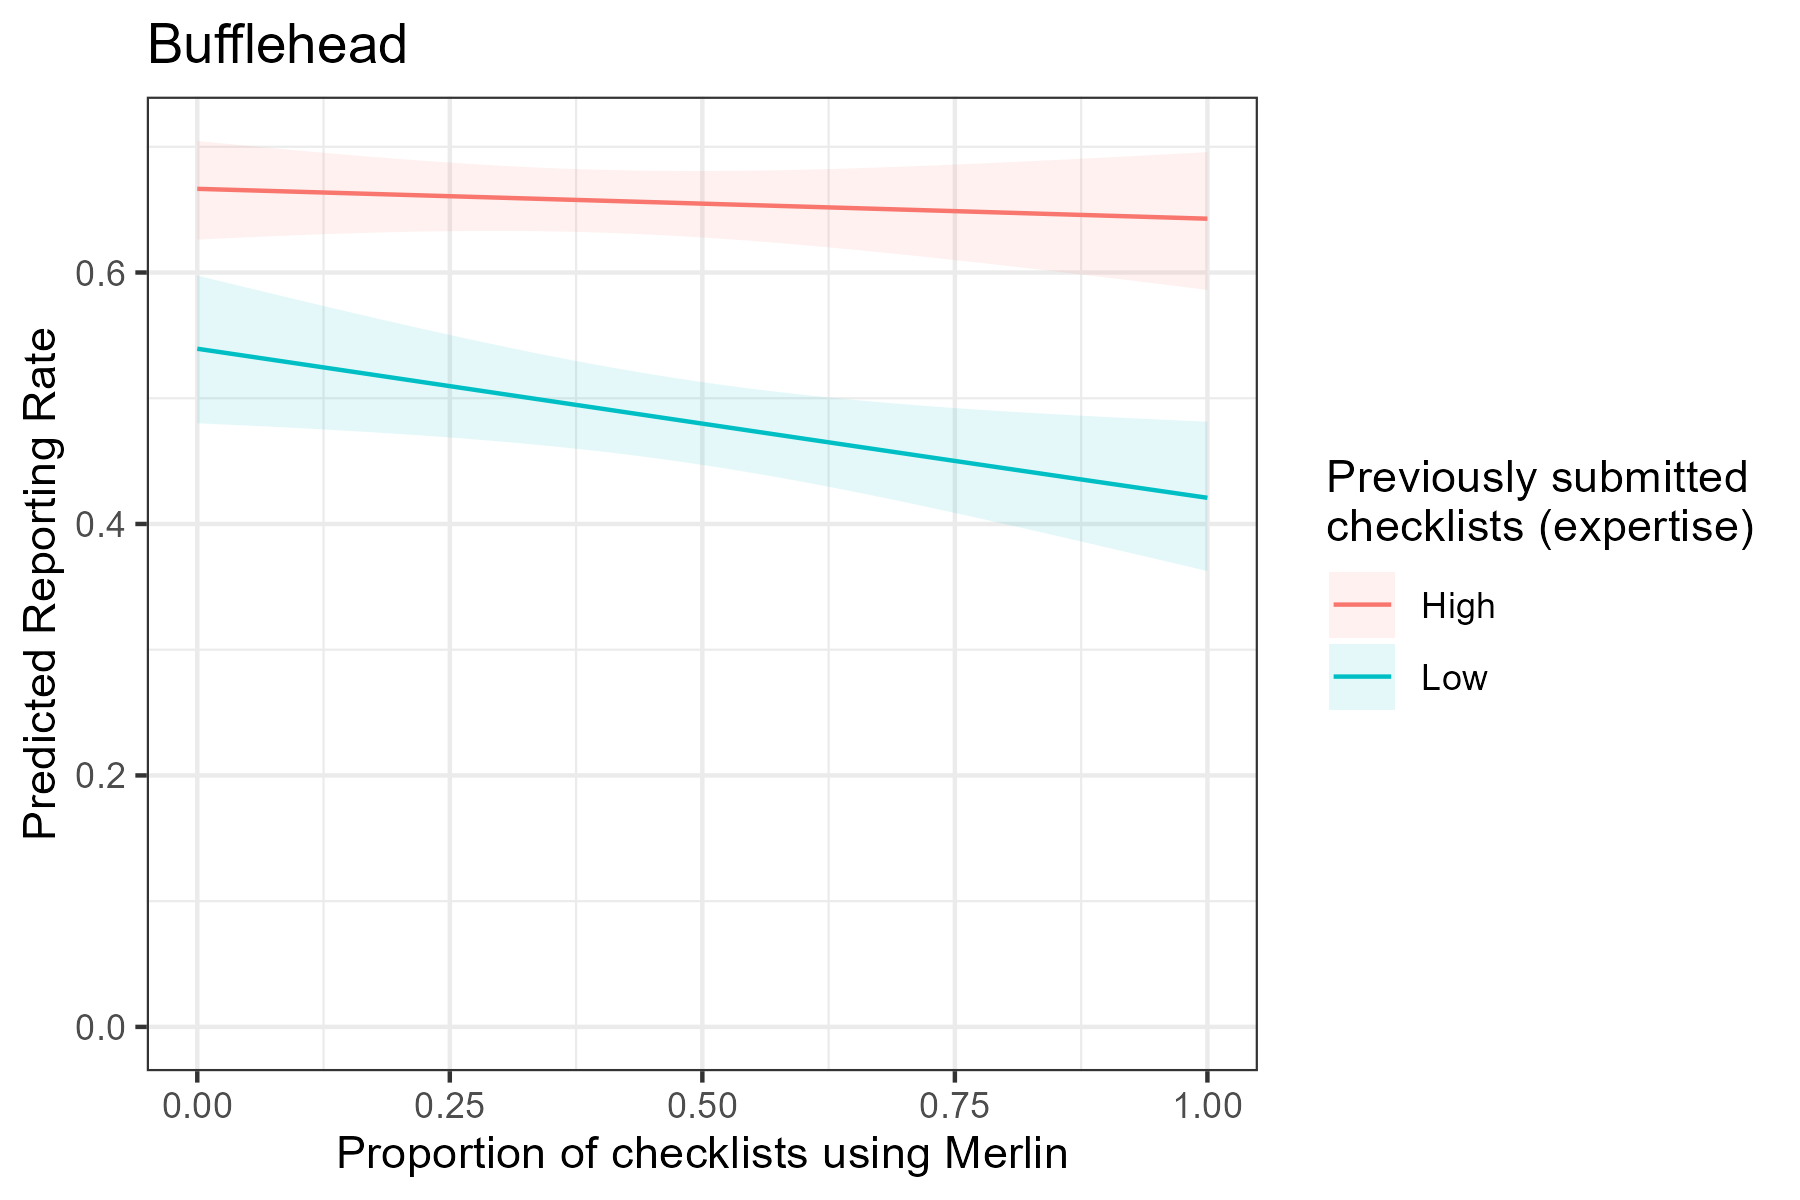 Bufflehead
Predicted Reporting Rate
0.6
0.4
0.2
0.0
0.00 0.25 0.50 0.75 1.00
Proportion of checklists using Merlin
Previously submitted
checklists (expertise)
High
Low